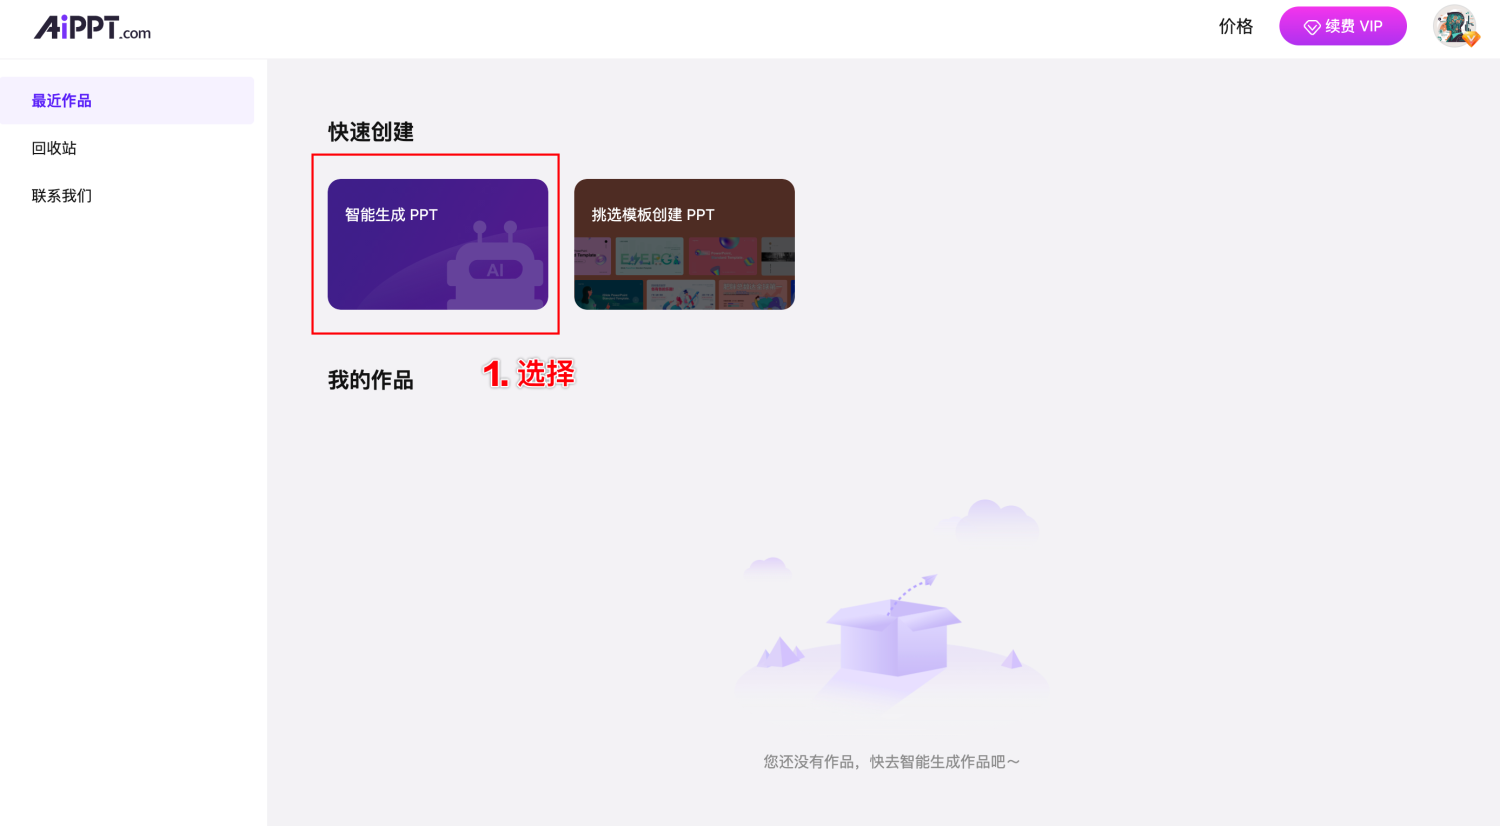 AiPPT.com
价格
续费 VIP
最近作品
回收站
联系我们
快速创建
智能生成 PPT
AI
挑选模板创建 PPT
我的作品
1. 选择
您还没有作品，快去智能生成作品吧～